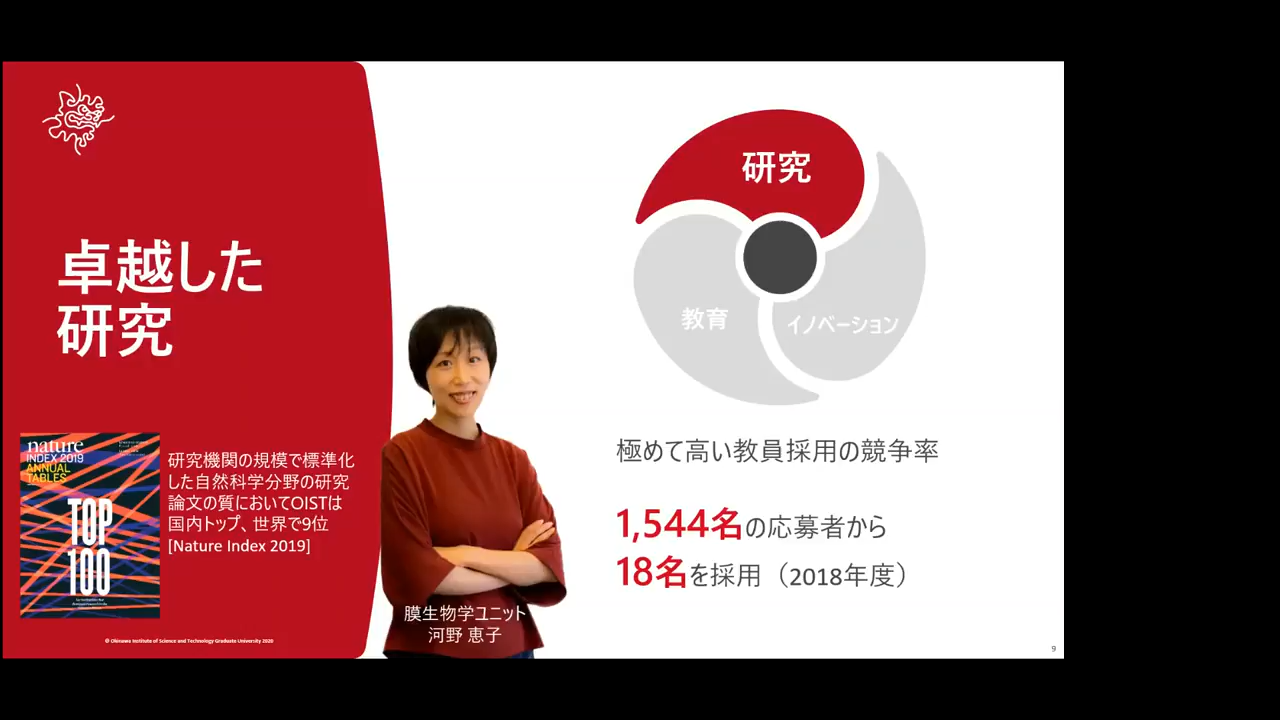 卓越した
研究
nature
INDEX 2019
ANNUAL
TABLES
TOP
100
研究機関の規模で標準化
した自然科学分野の研究
論文の質においてOISTは
国内トップ、世界で9位
[Nature Index 2019]
© Okinawa Institute of Science and Technology Graduate University 2020
膜生物学ユニット
河野 恵子
研究
教育
イノベーション
極めて高い教員採用の競争率
1,544名の応募者から
18名を採用（2018年度）
9